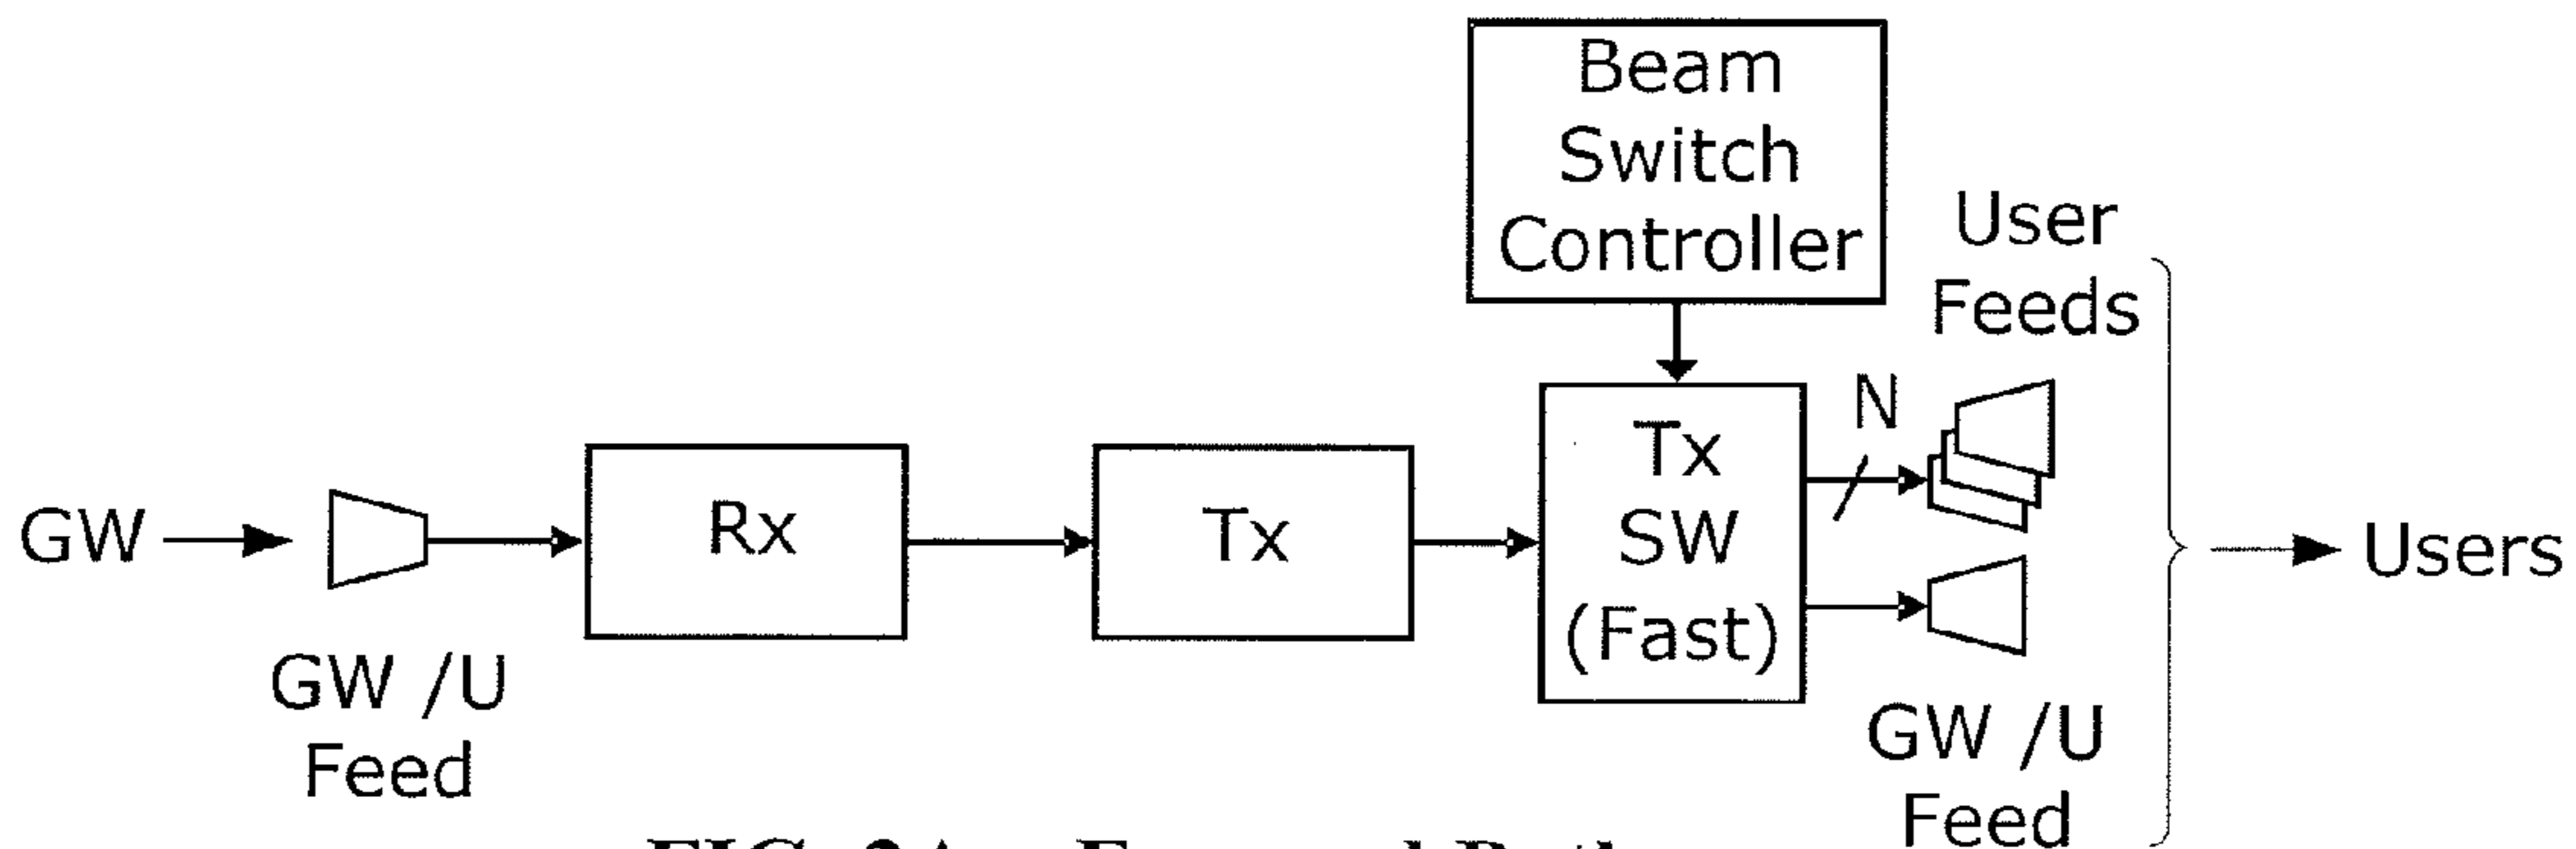 Beam
Switch
Controller
User
Feeds
N
GW
Rx
Tx
Tx
SW
(Fast)
Users
GW /U
Feed
GW /U
Feed